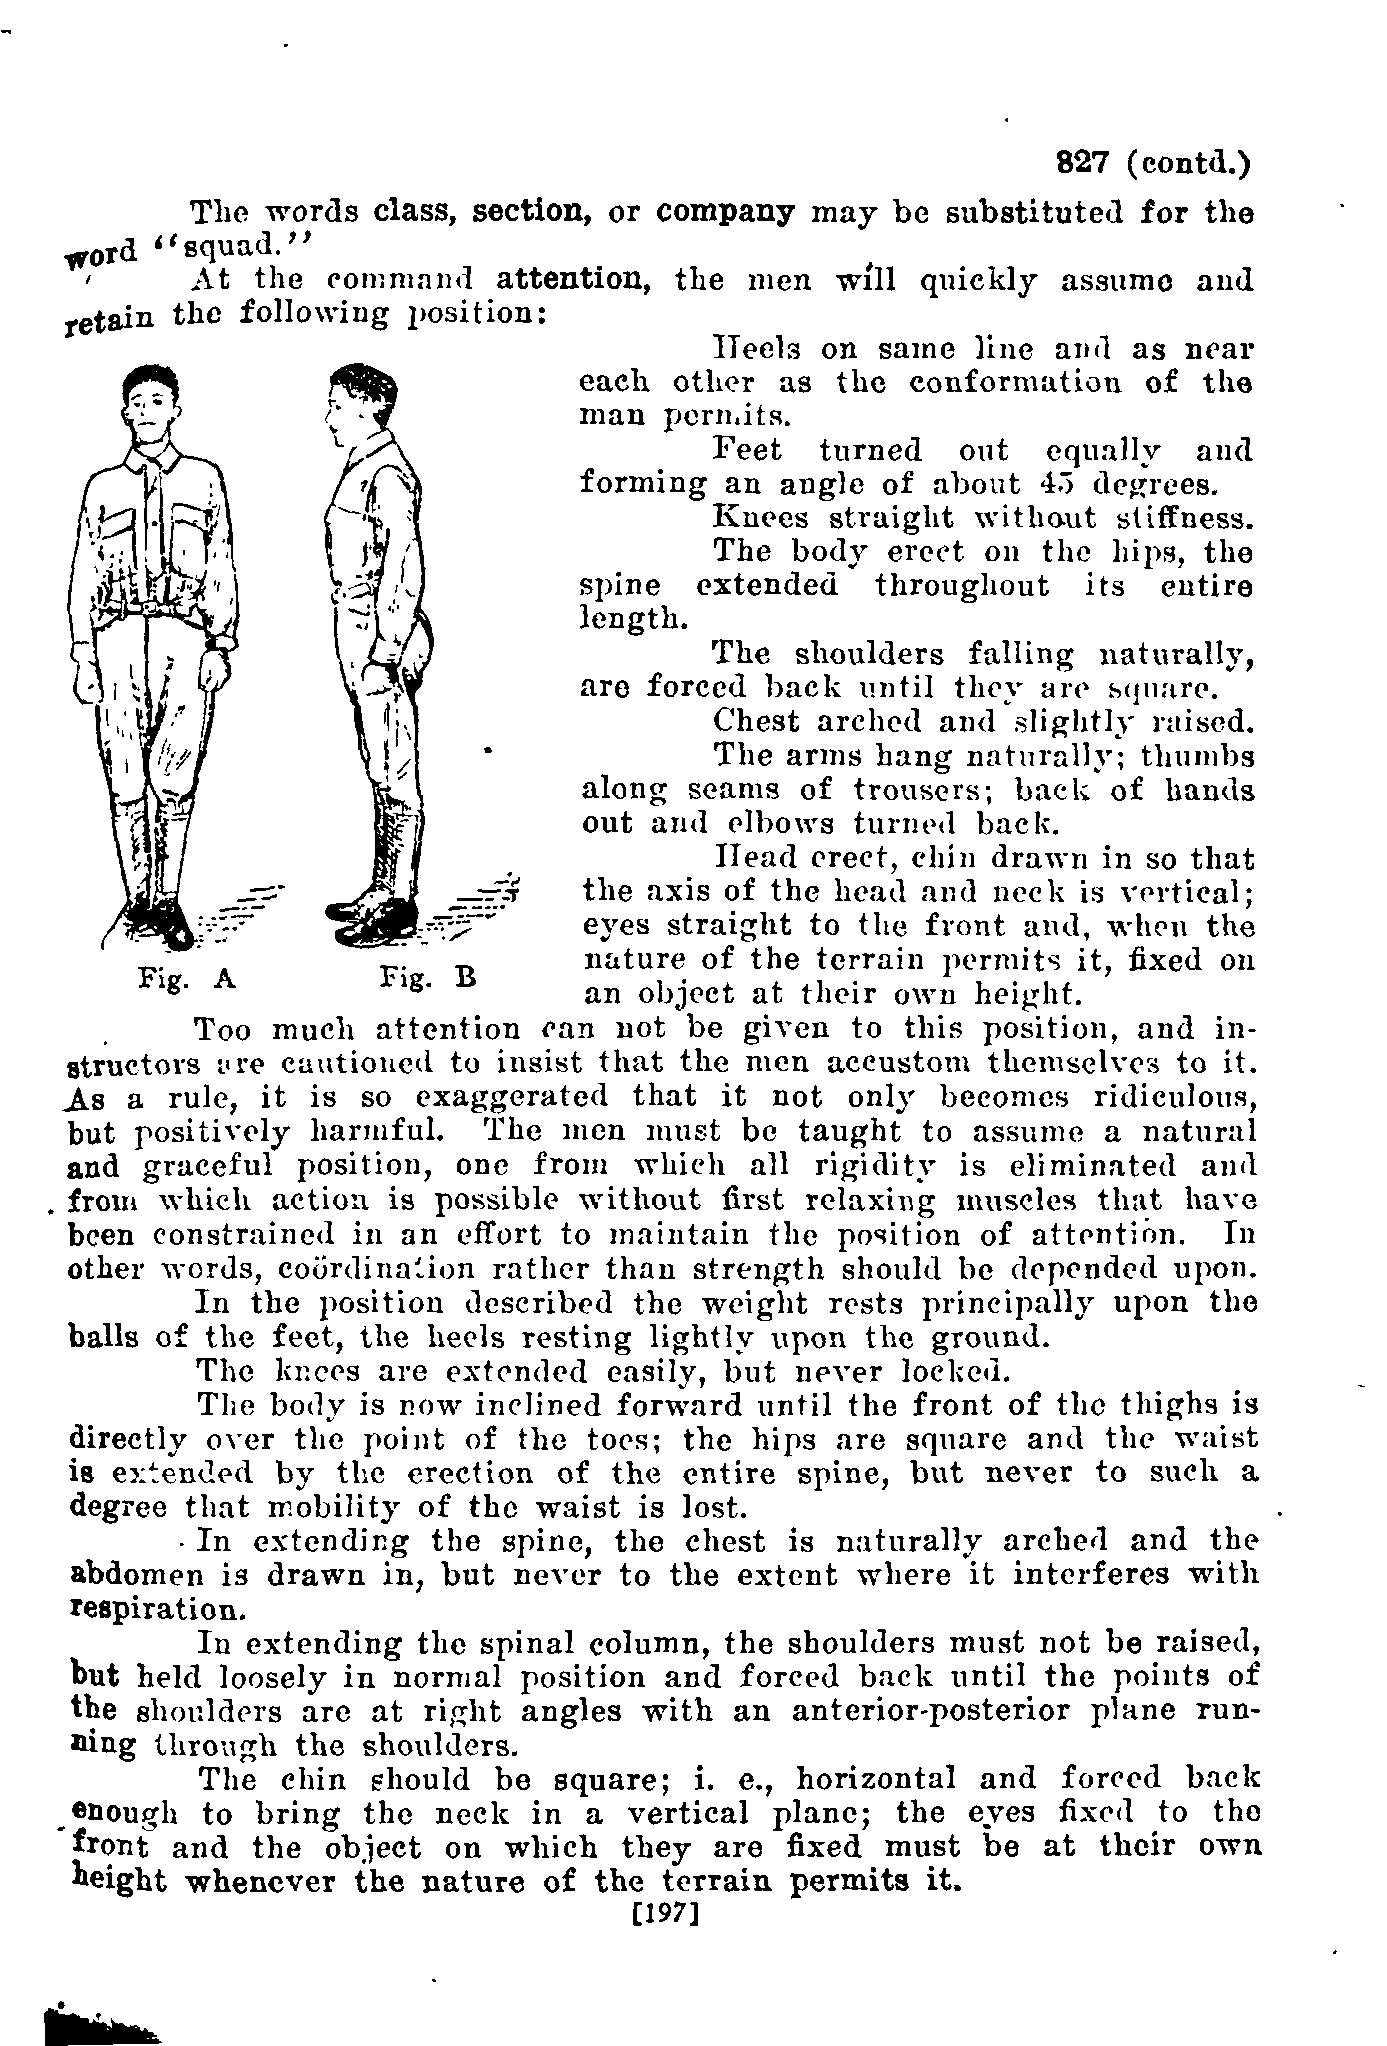 827 (contd.)
The words class, section, or company may be substituted for the
word ‘‘squad.’’
At the command attention, the men will quickly assume and
retain the following position:
Heels on same line and as near
each other as the conformation of the
man permits.
Feet turned out equally and
forming an angle of about 45 degrees.
Knees straight without stiffness.
The body erect on the hips, the
spine extended throughout its entire
length.
The shoulders falling naturally,
are forced back until they are square.
Chest arched and slightly raised.
The arms hang naturally; thumbs
along seams of trousers; back of hands
out and elbows turned back.
Head erect, chin drawn in so that
the axis of the head and neck is vertical;
eyes straight to the front and, when the
nature of the terrain permits it, fixed on
an object at their own height.
Fig. A
Fig. B
Too much attention can not be given to this position, and in-
structors are cautioned to insist that the men accustom themselves to it.
As a rule, it is so exaggerated that it not only becomes ridiculous,
but positively harmful. The men must be taught to assume a natural
and graceful position, one from which all rigidity is eliminated and
from which action is possible without first relaxing muscles that have
been constrained in an effort to maintain the position of attention. In
other words, coördination rather than strength should be depended upon.
In the position described the weight rests principally upon the
balls of the feet, the heels resting lightly upon the ground.
The knees are extended easily, but never locked.
The body is now inclined forward until the front of the thighs is
directly over the point of the toes; the hips are square and the waist
is extended by the erection of the entire spine, but never to such a
degree that mobility of the waist is lost.
In extending the spine, the chest is naturally arched and the
abdomen is drawn in, but never to the extent where it interferes with
respiration.
In extending the spinal column, the shoulders must not be raised,
but held loosely in normal position and forced back until the points of
the shoulders are at right angles with an anterior-posterior plane run-
ning through the shoulders.
The chin should be square; i. e., horizontal and forced back
enough to bring the neck in a vertical plane; the eyes fixed to the
front and the object on which they are fixed must be at their own
height whenever the nature of the terrain permits it.
[197]